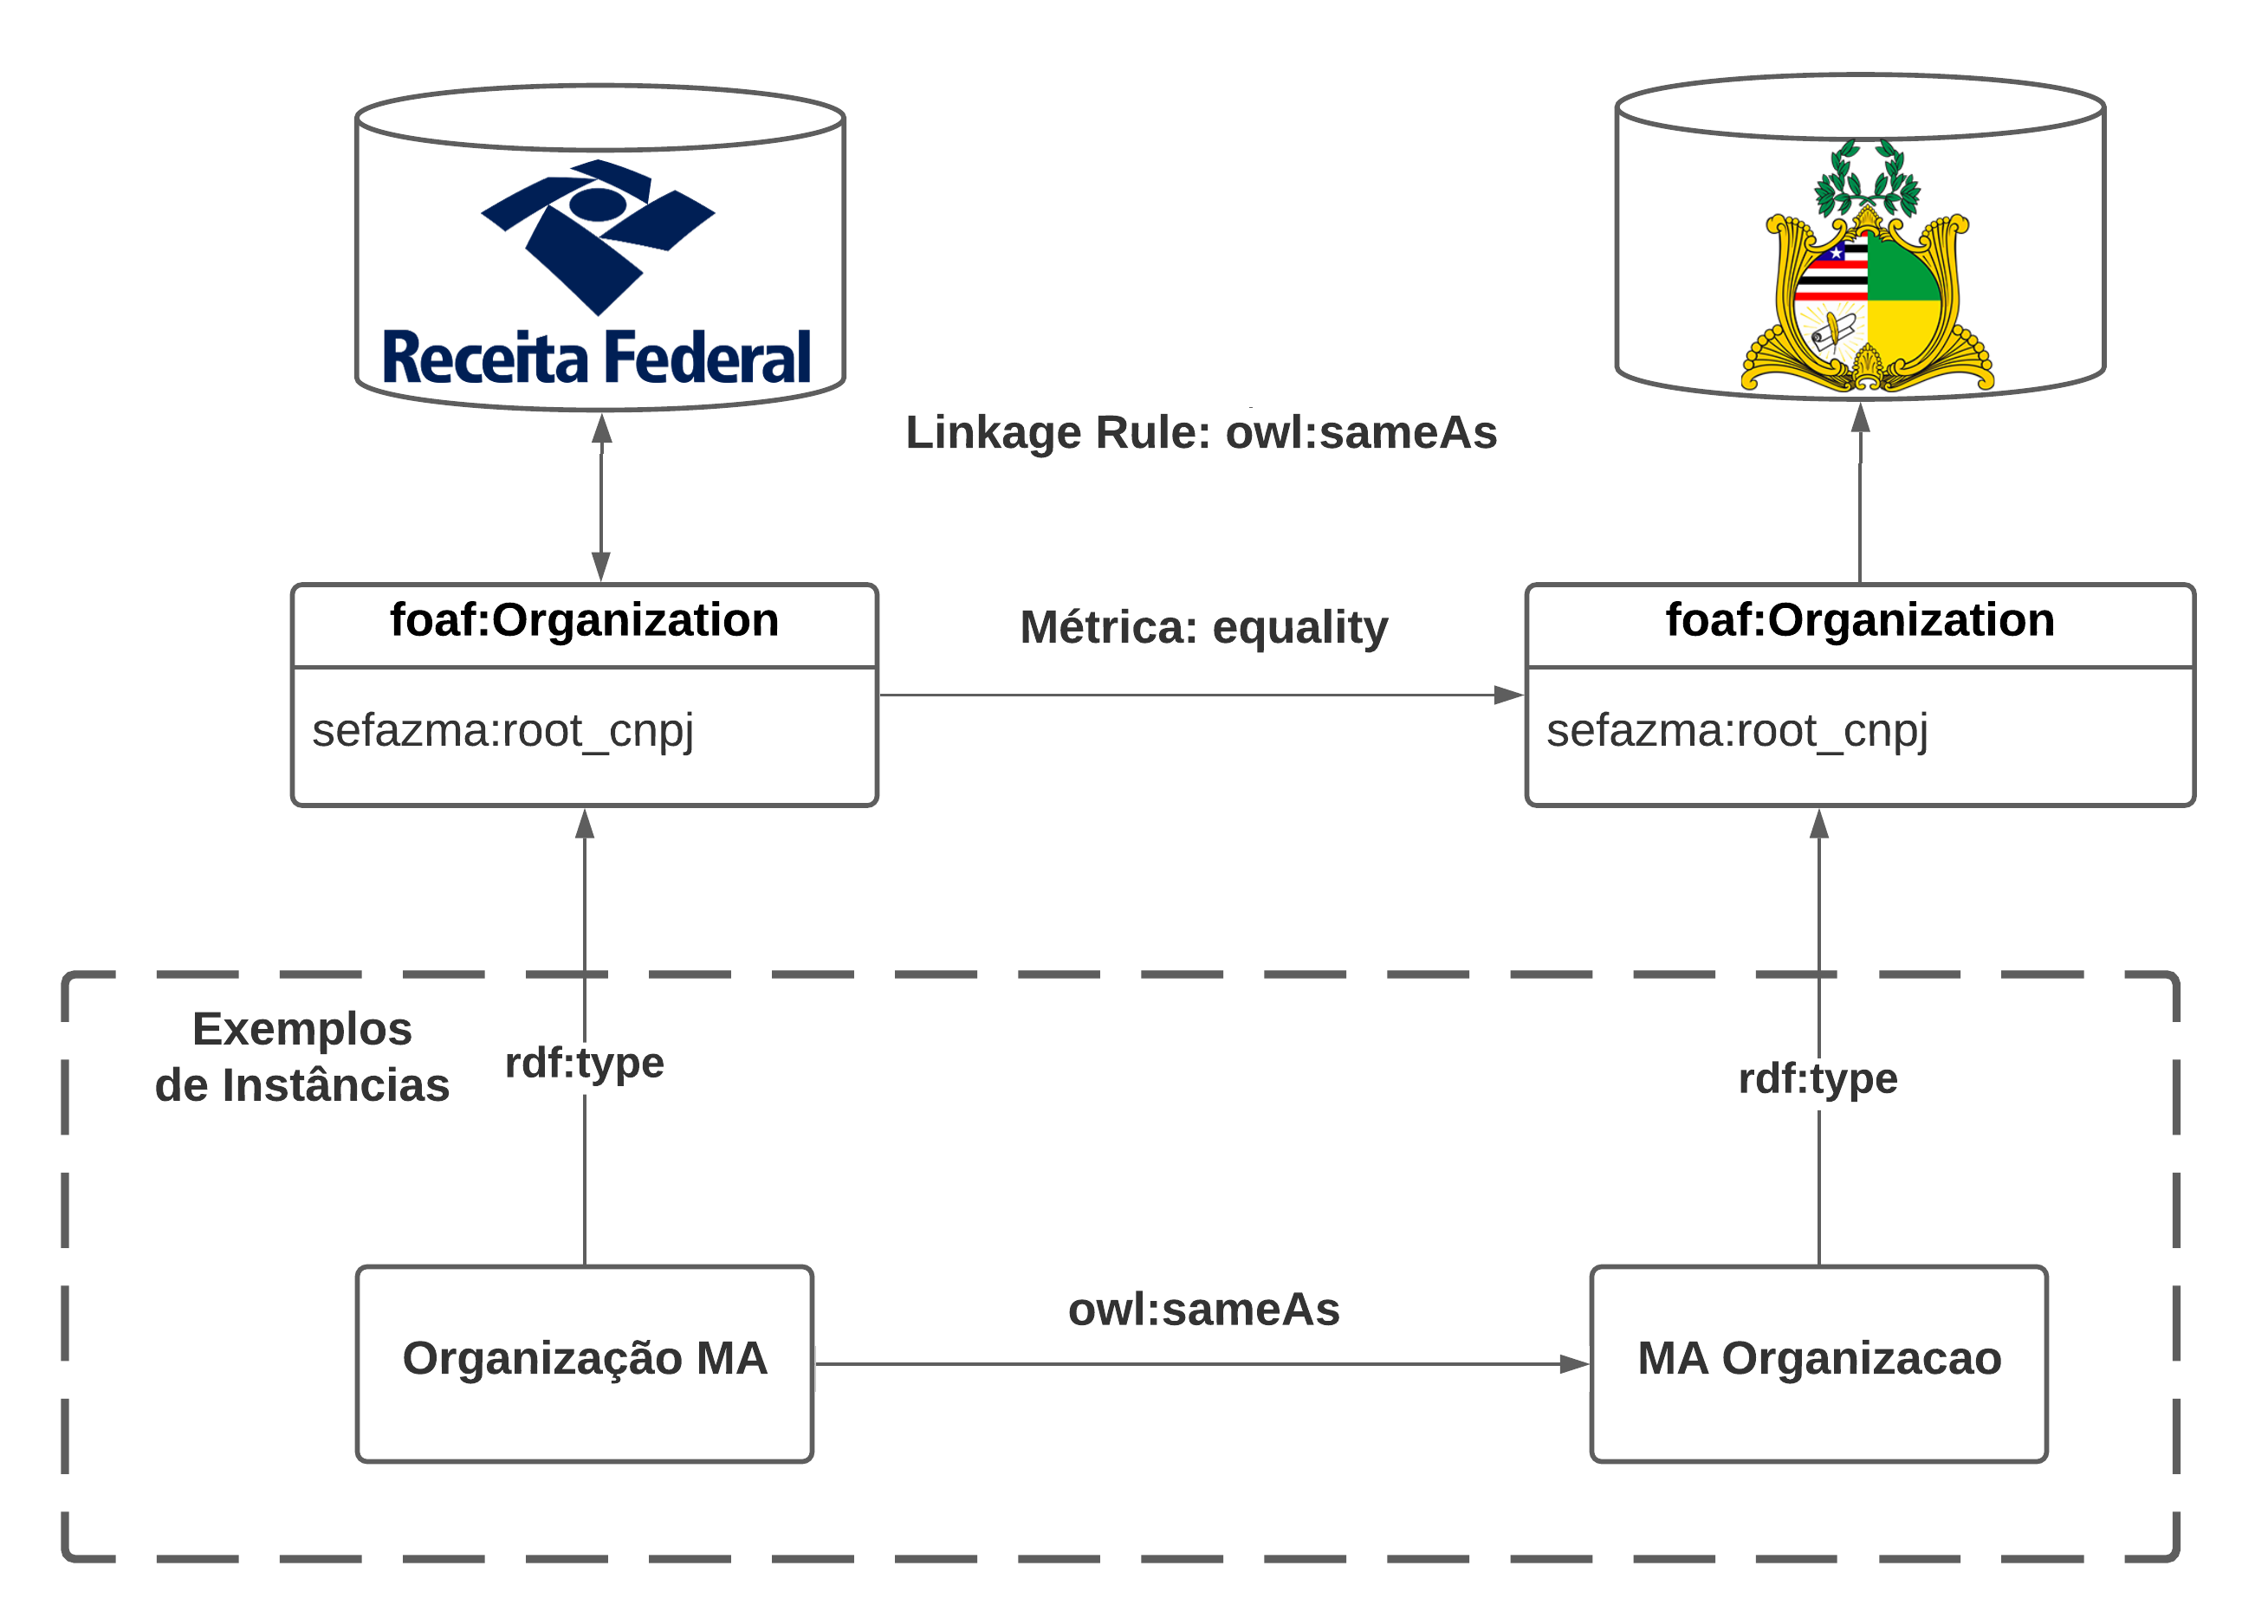 Receita Federal
Linkage Rule: owl:sameAs
foaf:Organization
sefazma:root_cnpj
Métrica: equality
foaf:Organization
sefazma:root_cnpj
Exemplos
de Instâncias
rdf:type
rdf:type
Organização MA
owl:sameAs
MA Organizacao